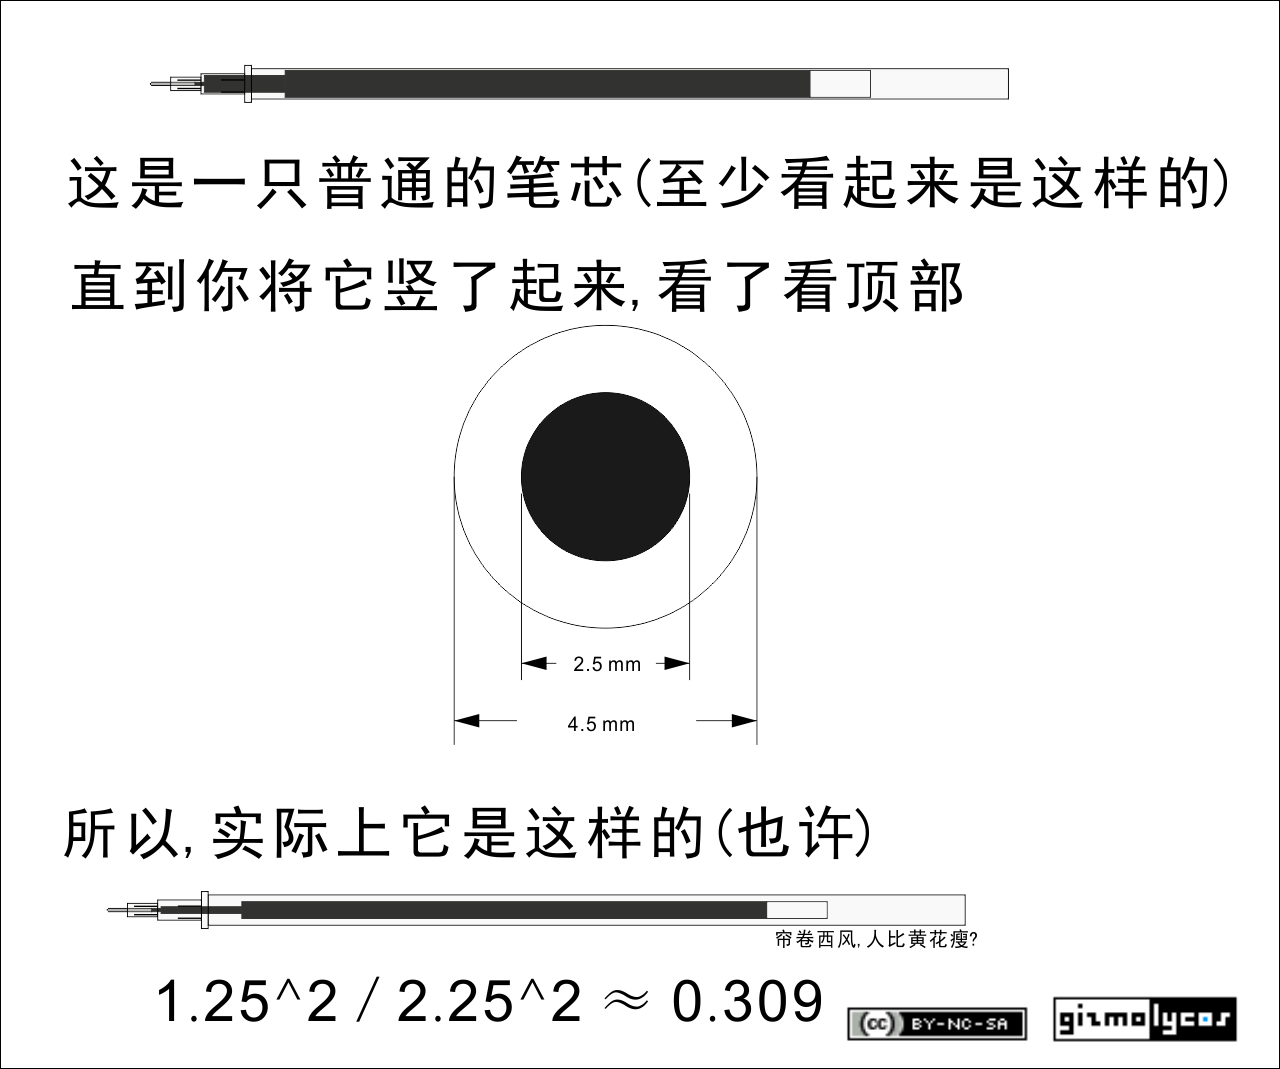 这是一只普通的笔芯(至少看起来是这样的)
直到你将它竖了起来,看了看顶部
2.5 mm
4.5 mm
所以,实际上它是这样的(也许)
帘卷西风,人比黄花瘦?
1.25^2 / 2.25^2 ≈ 0.309
cc BY-NC-SA
gizmolycos